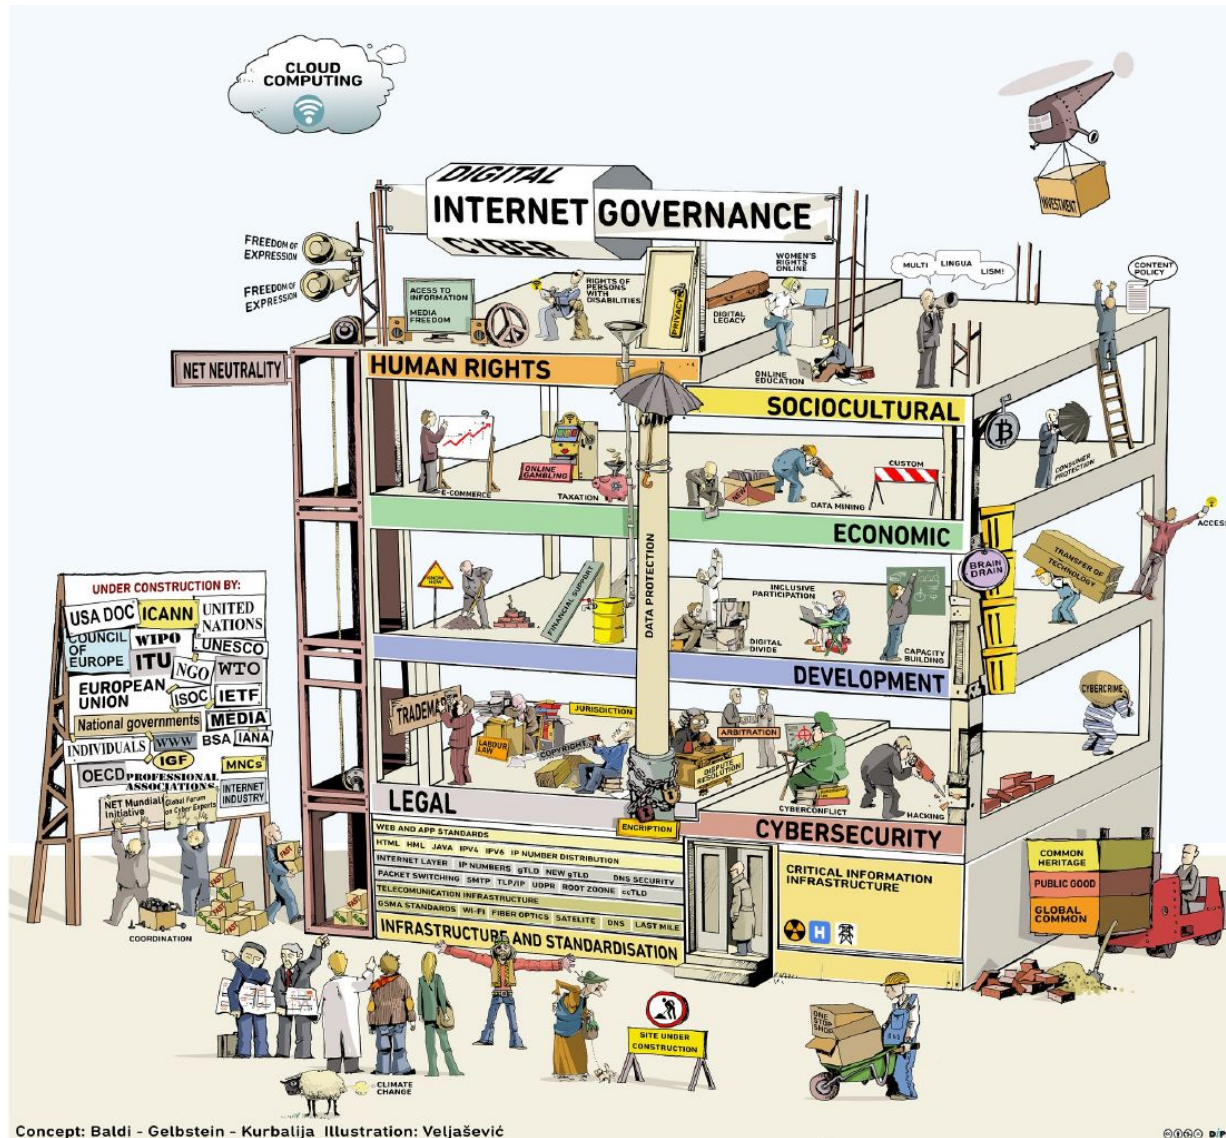 CLOUD
COMPUTING
INVESTMENT
DIGITAL
INTERNET GOVERNANCE
CYBER
FREEDOM OF
EXPRESSION
FREEDOM OF
EXPRESSION
ACESS TO
INFORMATION
MEDIA
FREEDOM
RIGHTS OF
PERSONS
WITH
DISABILITIES
PRIVACY
DIGITAL
LEGACY
WOMEN'S
RIGHTS
ONLINE
MULTI LINGUA LISM!
CONTENT
POLICY
NET NEUTRALITY
HUMAN RIGHTS
ONLINE
EDUCATION
SOCIOCULTURAL
E-COMMERCE
ONLINE
GAMBLING
TAXATION
NEW
DATA MINING
CUSTOM
B
CONSUMER
PROTECTION
ECONOMIC
ACCESS
KNOW
HOW
FINANCIAL SUPPORT
DATA PROTECTION
DIGITAL
DIVIDE
INCLUSIVE
PARTICIPATION
CAPACITY
BUILDING
BRAIN
DRAIN
TRANSFER OF
TECHNOLOGY
DEVELOPMENT
TRADEMARK
LABOUR
LAW
JURISDICTION
COPYRIGHT
DISPUTE
RESOLUTION
ARBITRATION
CYBERCONFLICT
HACKING
CYBERCRIME
LEGAL
ENCRIPTION
CYBERSECURITY
WEB AND APP STANDARDS
HTML HML JAVA IPV4 IPV6 IP NUMBER DISTRIBUTION
INTERNET LAYER IP NUMBERS gTLD NEW gTLD DNS SECURITY
PACKET SWITCHING SMTP TLP/IP UDPR ROOT ZOONE ccTLD
TELECOMUNICATION INFRASTRUCTURE
GSMA STANDARDS WI-FI FIBER OPTICS SATELITE DNS LAST MILE
INFRASTRUCTURE AND STANDARDISATION
CRITICAL INFORMATION
INFRASTRUCTURE
H
COMMON
HERITAGE
PUBLIC GOOD
GLOBAL
COMMON
UNDER CONSTRUCTION BY:
USA DOC ICANN UNITED
NATIONS
COUNCIL
OF
EUROPE
WIPO
UNESCO
ITU
NGO
WTO
EUROPEAN
UNION
ISOC
IETF
National governments
MEDIA
INDIVIDUALS
WWW
BSA
IANA
IGF
MNCs
OECD
PROFESSIONAL
ASSOCIATIONS
INTERNET
INDUSTRY
NET Mundial
Initiative
Global Forum
on Cyber Experts
FAST
FAST
COORDINATION
ONE
STOP
SHOP
SITE UNDER
CONSTRUCTION
CLIMATE
CHANGE
Concept: Baldi - Gelbstein - Kurbalija Illustration: Veljašević